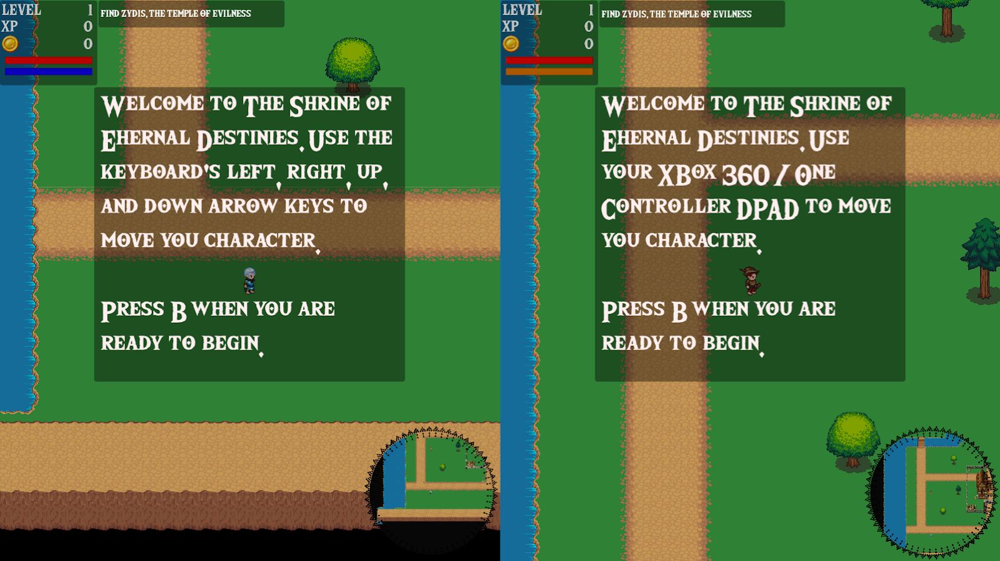 LEVEL 1
XP 0
0
FIND ZYDIS, THE TEMPLE OF EVILNESS
WELCOME TO THE SHRINE OF
EHERNAL DESTINIES. USE THE
KEYBOARD'S LEFT, RIGHT, UP,
AND DOWN ARROW KEYS TO
MOVE YOU CHARACTER.
PRESS B WHEN YOU ARE
READY TO BEGIN.
LEVEL 1
XP 0
0
FIND ZYDIS, THE TEMPLE OF EVILNESS
WELCOME TO THE SHRINE OF
EHERNAL DESTINIES. USE
YOUR XBOX 360 / ONE
CONTROLLER DPAD TO MOVE
YOU CHARACTER.
PRESS B WHEN YOU ARE
READY TO BEGIN.